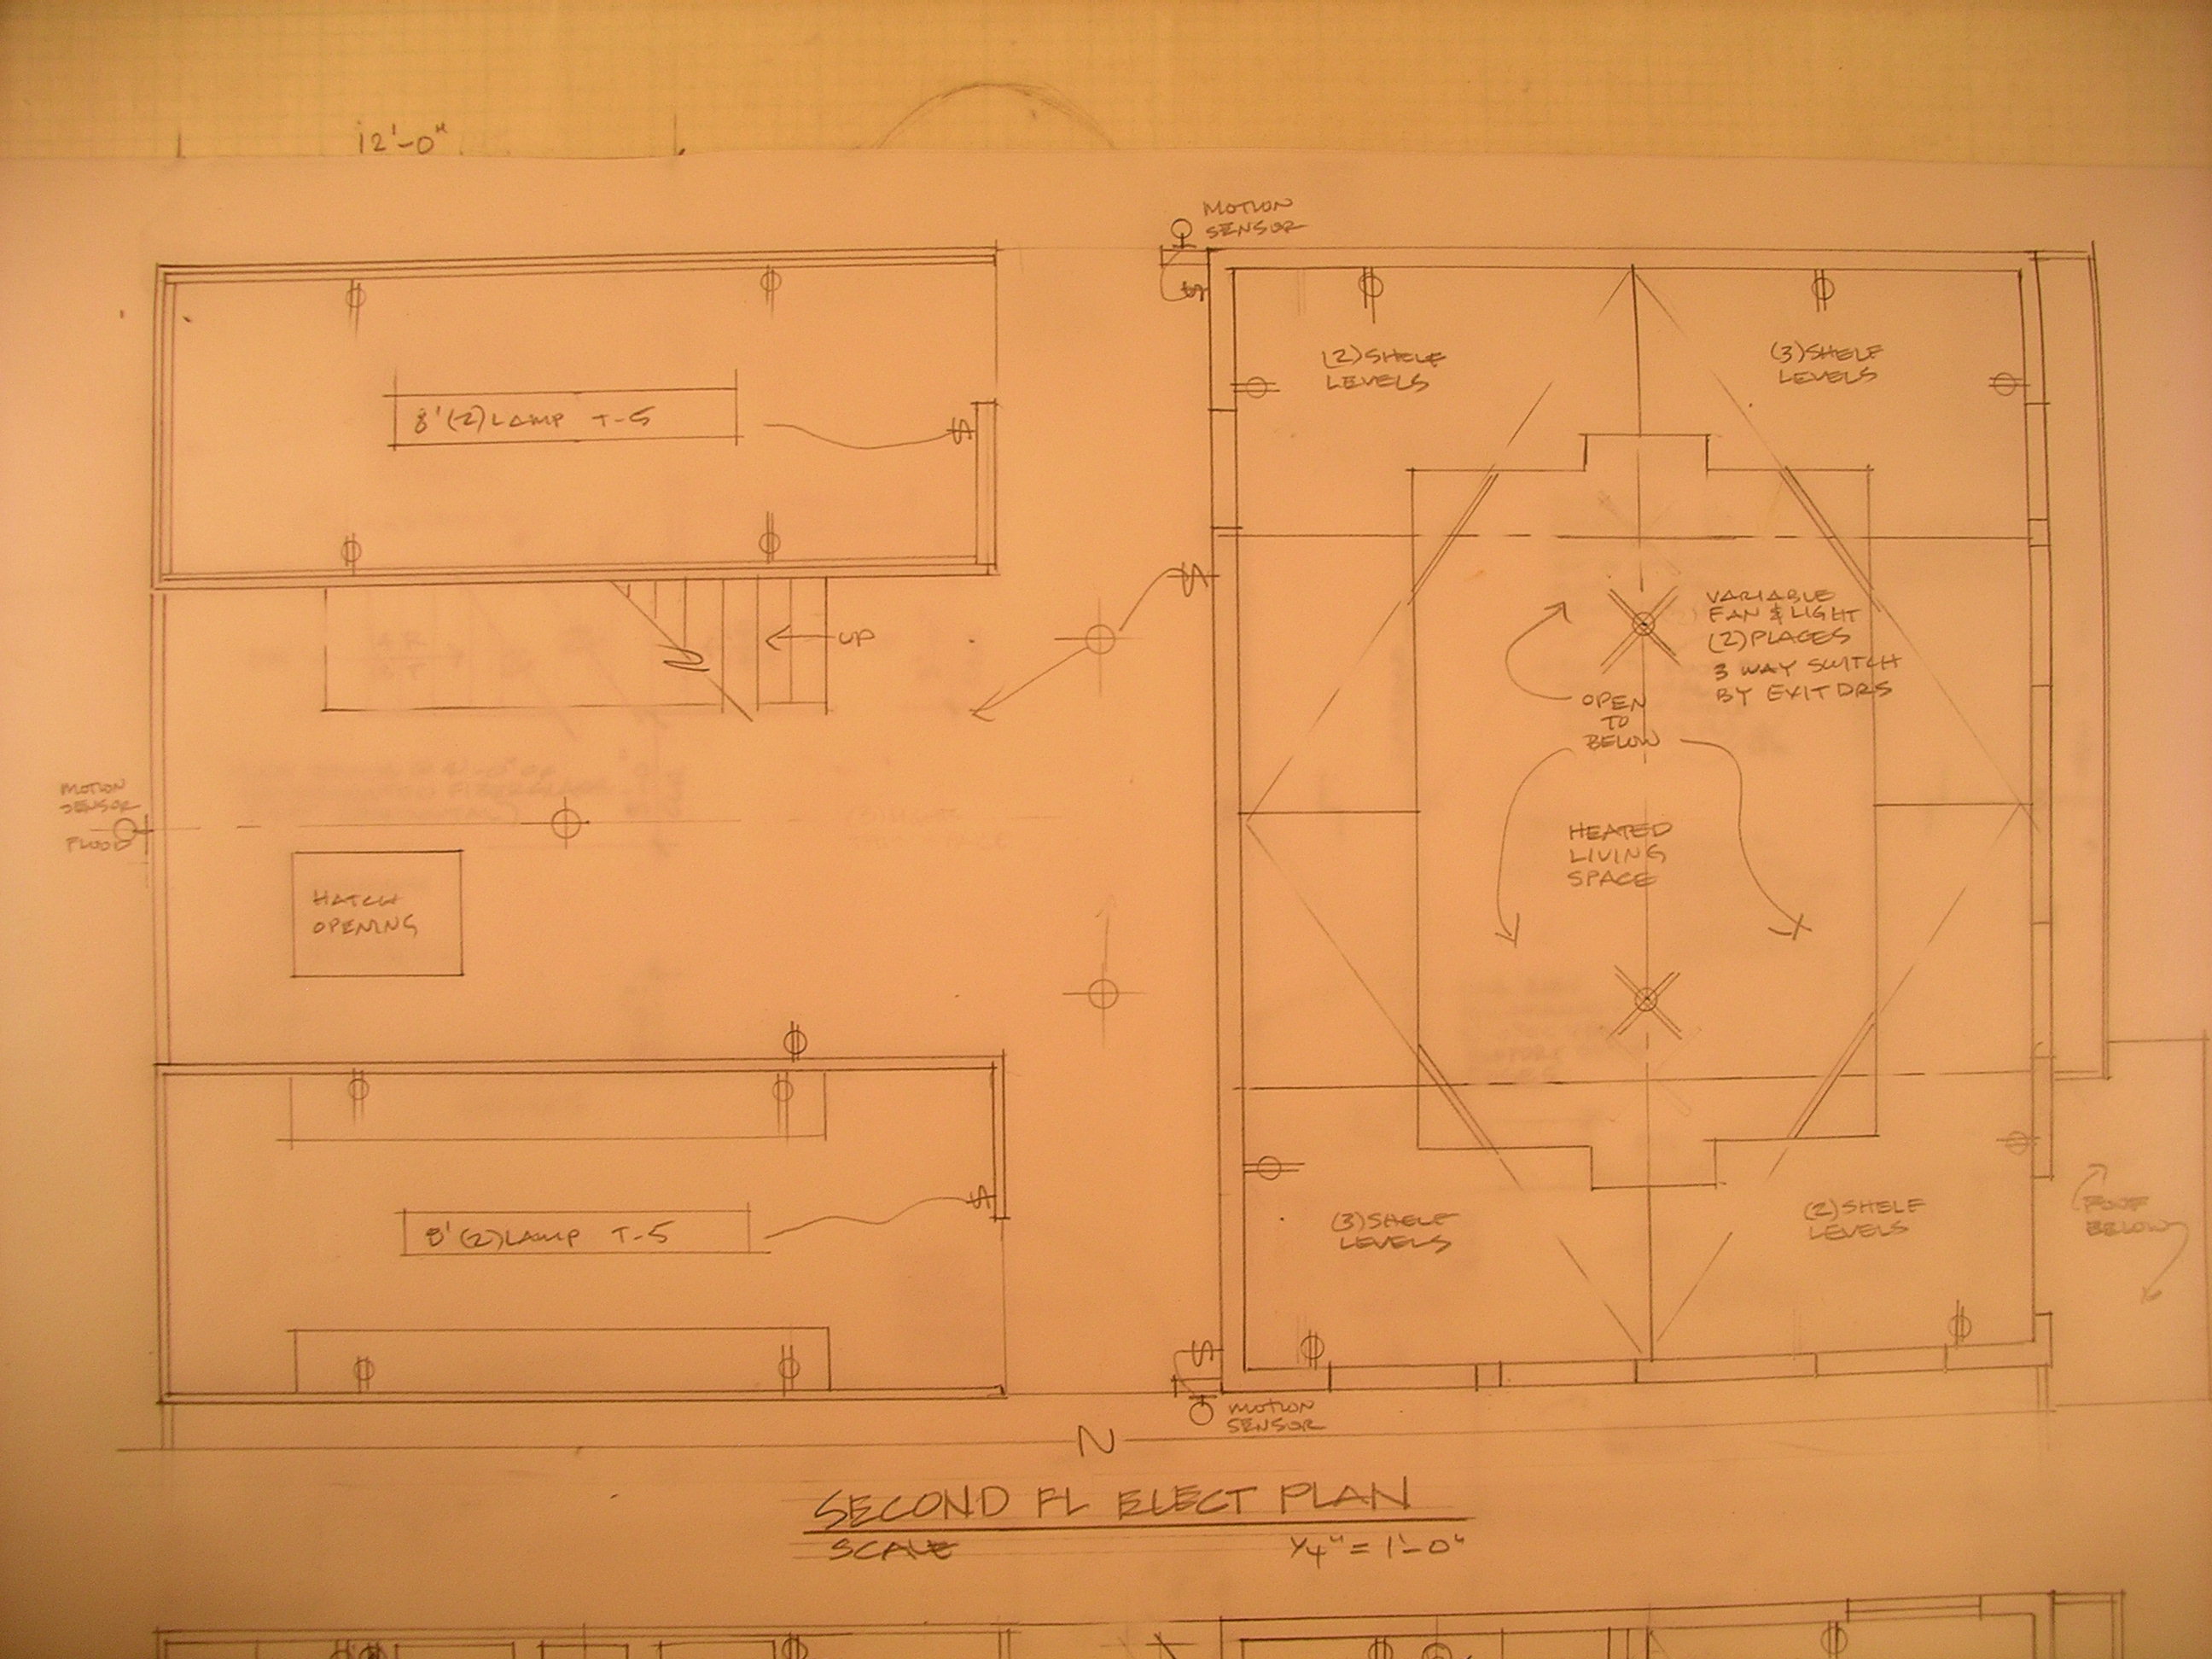 12'-0"
MOTION
SENSOR
(2) SHELF
LEVELS
(3) SHELF
LEVELS
8' (2) LAMP T-5
UP
VARIABLE
FAN & LIGHT
(2) PLACES
3 WAY SWITCH
BY EXIT DRS
OPEN
TO
BELOW
MOTION
SENSOR
FLOOD
HEATED
LIVING
SPACE
HATCH
OPENING
8' (2) LAMP T-5
(3) SHELF
LEVELS
(2) SHELF
LEVELS
ROOF
BELOW
MOTION
SENSOR
N
SECOND FL ELECT PLAN
SCALE 1/4" = 1'-0"